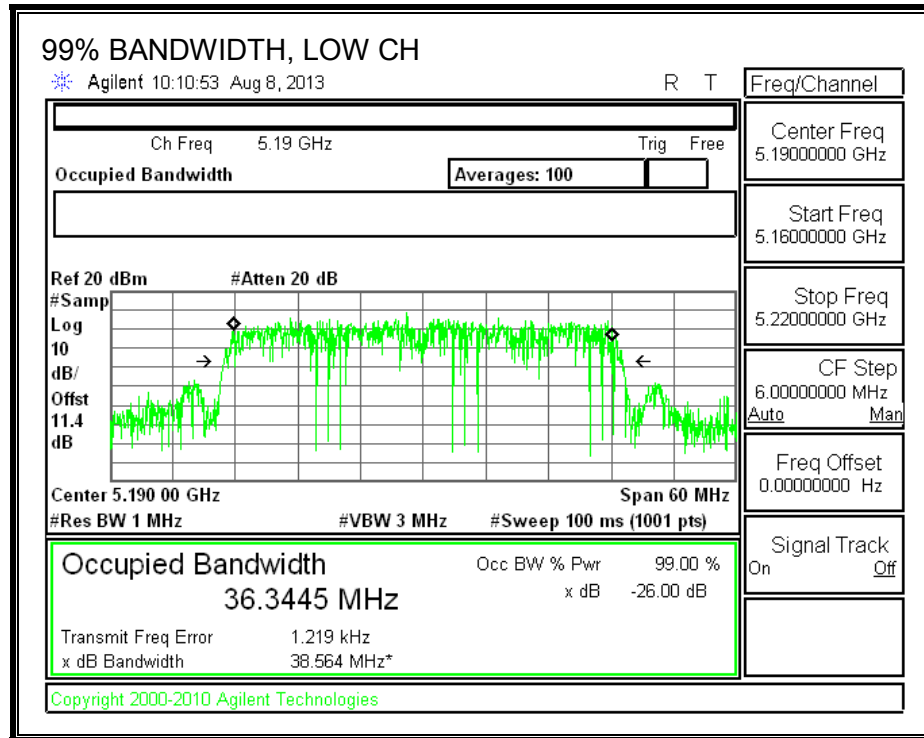 99% BANDWIDTH, LOW CH
Agilent 10:10:53 Aug 8, 2013 R T
Freq/Channel
Ch Freq 5.19 GHz Trig Free
Occupied Bandwidth Averages: 100
Center Freq
5.19000000 GHz
Start Freq
5.16000000 GHz
Stop Freq
5.22000000 GHz
CF Step
6.00000000 MHz
Auto Man
Freq Offset
0.00000000 Hz
Signal Track
On Off
Ref 20 dBm #Atten 20 dB
#Samp
Log
10
dB/
Offst
11.4
dB
Center 5.190 00 GHz Span 60 MHz
#Res BW 1 MHz #VBW 3 MHz #Sweep 100 ms (1001 pts)
Occupied Bandwidth Occ BW % Pwr 99.00 %
36.3445 MHz x dB -26.00 dB
Transmit Freq Error 1.219 kHz
x dB Bandwidth 38.564 MHz*
Copyright 2000-2010 Agilent Technologies